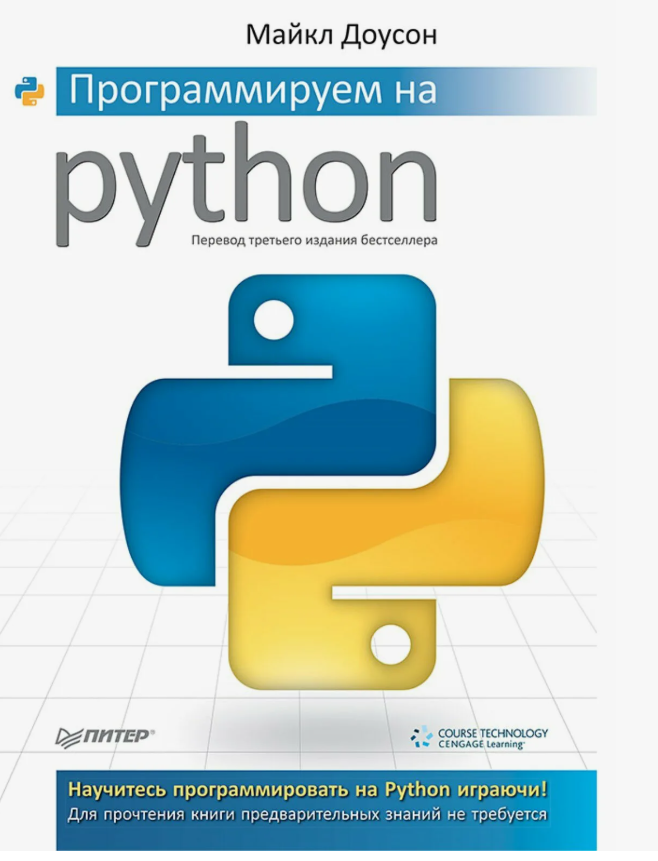 Майкл Доусон
Программируем на
python
Перевод третьего издания бестселлера
ПИТЕР®
COURSE TECHNOLOGY
CENGAGE Learning™
Научитесь программировать на Python играючи!
Для прочтения книги предварительных знаний не требуется